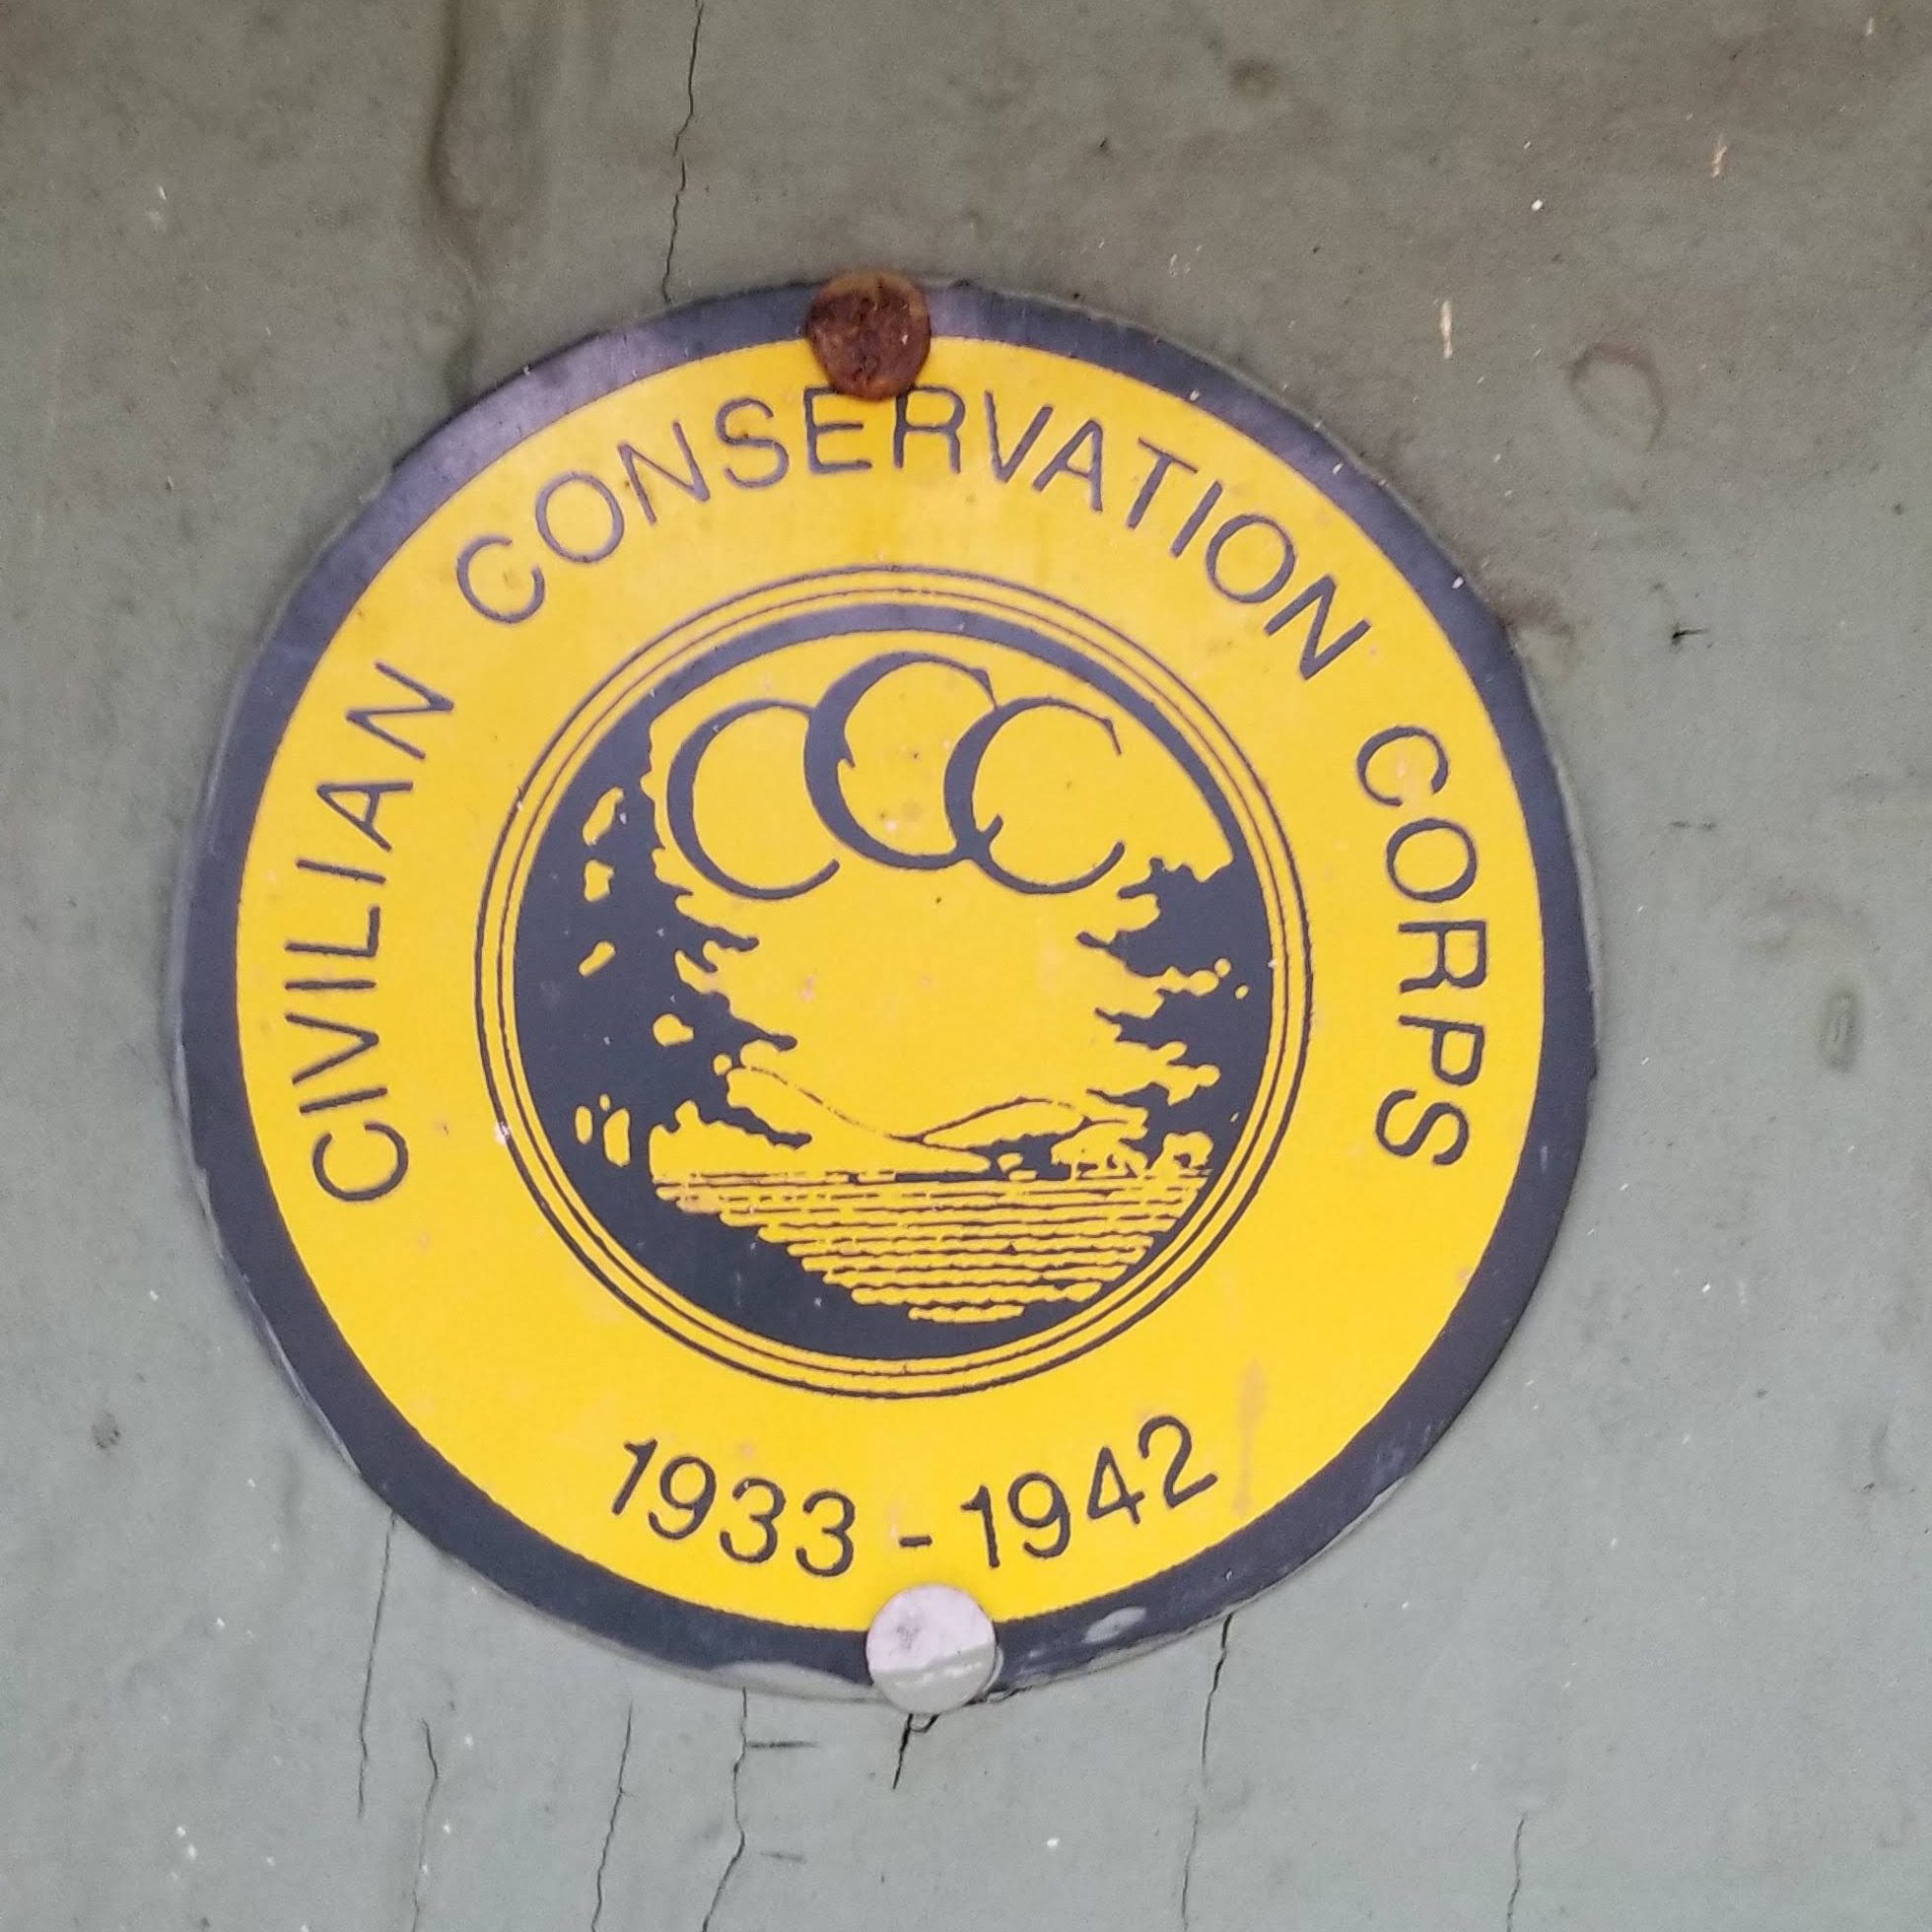 CIVILIAN CONSERVATION CORPS
CCC
1933 - 1942